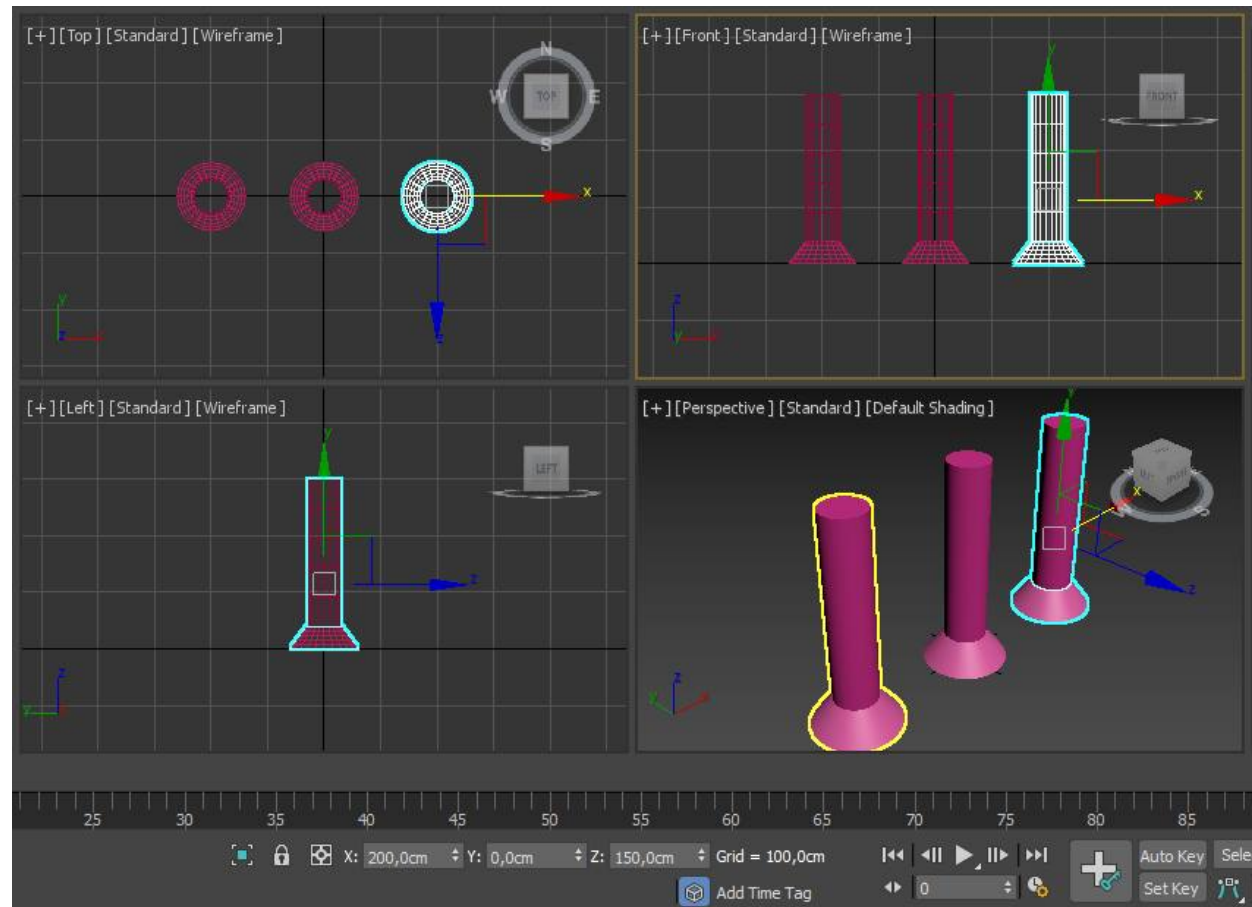 [+] [Top] [Standard] [Wireframe]
N
W
TOP
E
S
x
z
y
z
x
[+] [Front] [Standard] [Wireframe]
y
FRONT
x
z
y
x
[+] [Left] [Standard] [Wireframe]
y
LEFT
z
z
y
[+] [Perspective] [Standard] [Default Shading]
y
x
W
S
z
z
y
x
25 30 35 40 45 50 55 60 65 70 75 80 85
X: 200,0cm Y: 0,0cm Z: 150,0cm Grid = 100,0cm Auto Key Sele
Add Time Tag 0 Set Key